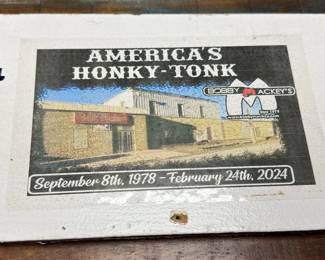 AMERICA'S
HONKY-TONK
BOBBY MACKEY'S
September 8th, 1978 - February 24th, 2024